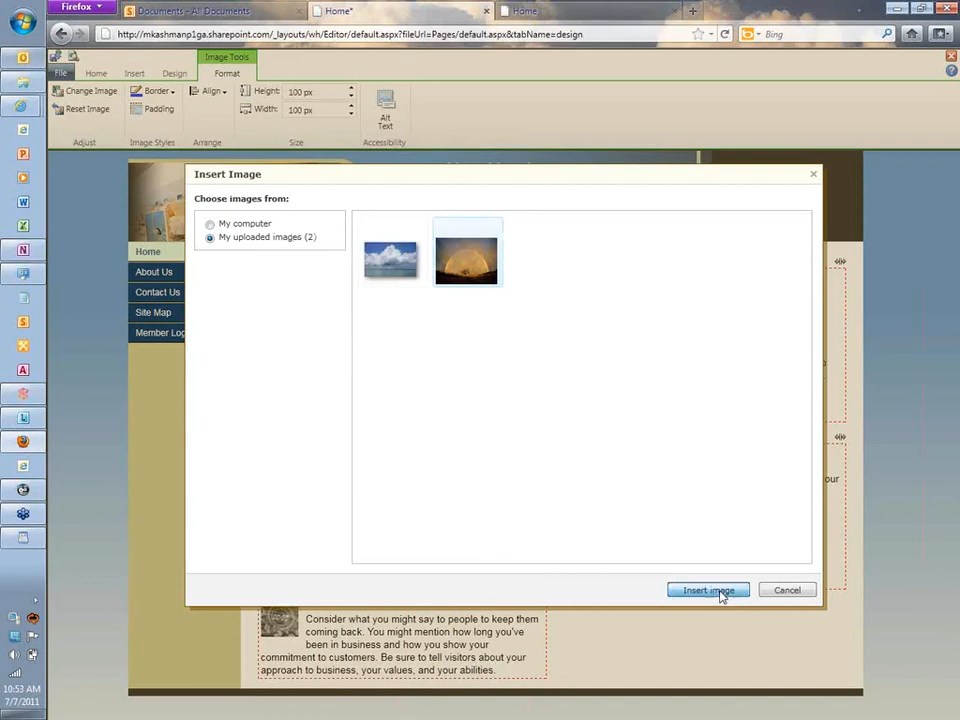 Firefox
Documents - All Documents
Home*
Home
http://mkashmanp1ga.sharepoint.com/_layouts/wh/Editor/default.aspx?fileUrl=Pages/default.aspx&tabName=design
Bing
Image Tools
File
Home
Insert
Design
Format
Change Image
Border
Align
Height:
100 px
Reset Image
Padding
Width:
100 px
Alt
Text
Adjust
Image Styles
Arrange
Size
Accessibility
Insert Image
Choose images from:
My computer
My uploaded images (2)
Home
About Us
Contact Us
Site Map
Member Log
our
Insert image
Cancel
Consider what you might say to people to keep them
coming back. You might mention how long you've
been in business and how you show your
commitment to customers. Be sure to tell visitors about your
approach to business, your values, and your abilities.
10:53 AM
7/7/2011